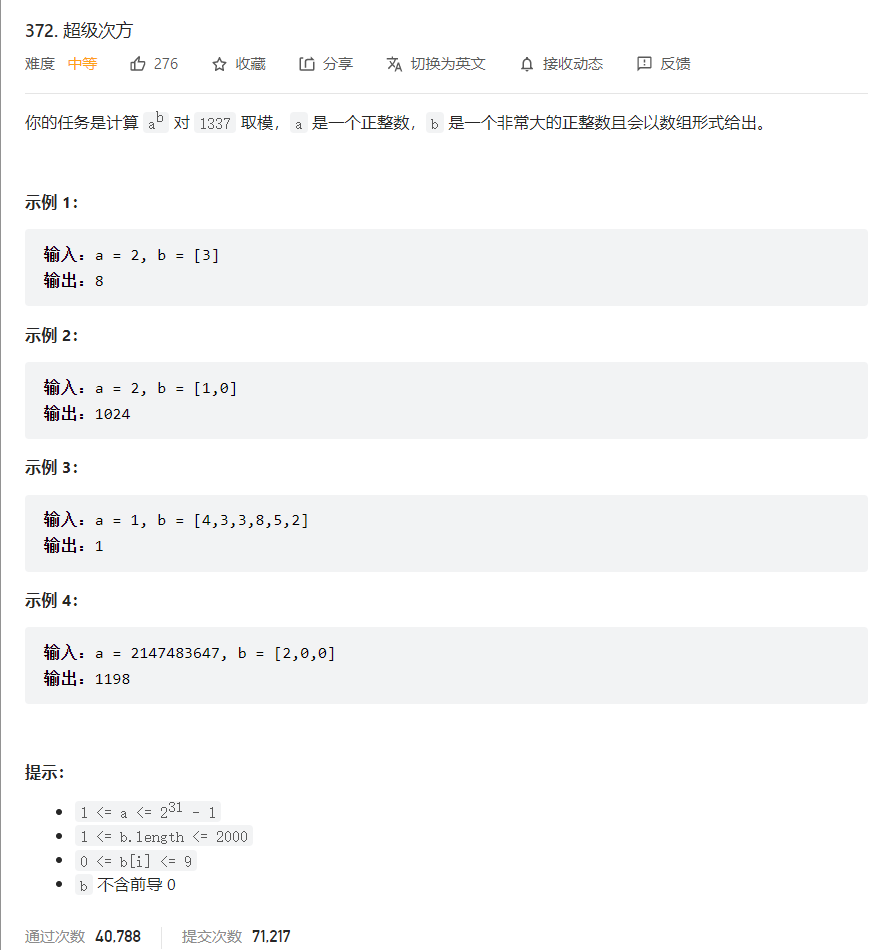 372. 超级次方
难度 中等 276 收藏 分享 切换为英文 接收动态 反馈
你的任务是计算 a^b 对 1337 取模，a 是一个正整数，b 是一个非常大的正整数且会以数组形式给出。
示例 1：
输入：a = 2, b = [3]
输出：8
示例 2：
输入：a = 2, b = [1,0]
输出：1024
示例 3：
输入：a = 1, b = [4,3,3,8,5,2]
输出：1
示例 4：
输入：a = 2147483647, b = [2,0,0]
输出：1198
提示：
1 <= a <= 2^31 - 1
1 <= b.length <= 2000
0 <= b[i] <= 9
b 不含前导 0
通过次数 40,788 提交次数 71,217